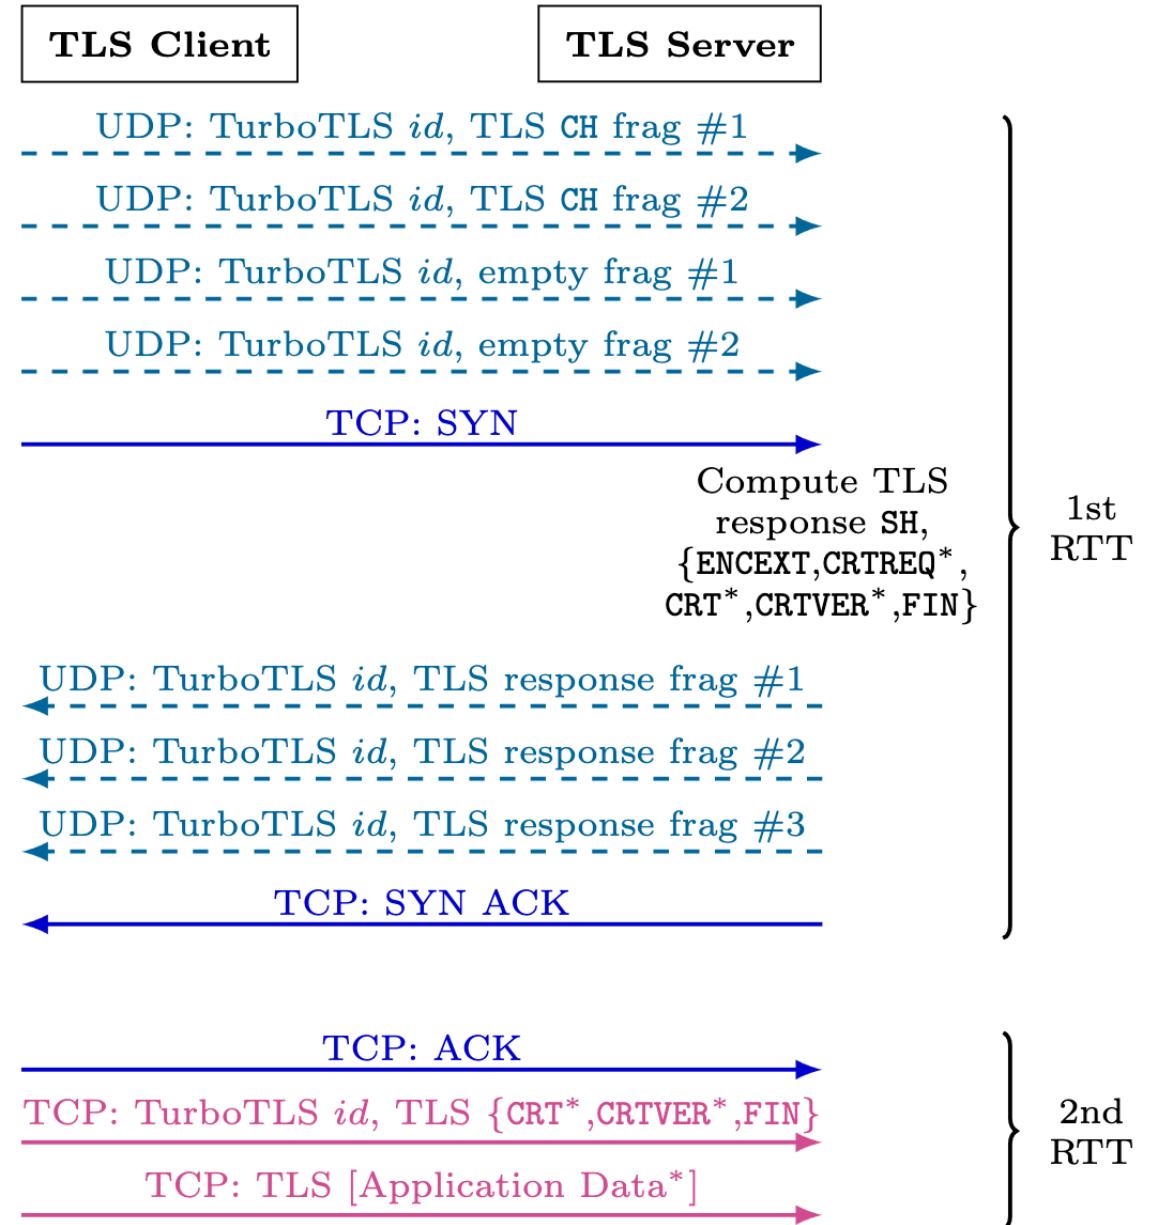 TLS Client
TLS Server
UDP: TurboTLS id, TLS CH frag #1
UDP: TurboTLS id, TLS CH frag #2
UDP: TurboTLS id, empty frag #1
UDP: TurboTLS id, empty frag #2
TCP: SYN
Compute TLS
response SH,
{ENCEXT,CRTREQ*,
CRT*,CRTVER*,FIN}
1st
RTT
UDP: TurboTLS id, TLS response frag #1
UDP: TurboTLS id, TLS response frag #2
UDP: TurboTLS id, TLS response frag #3
TCP: SYN ACK
TCP: ACK
TCP: TurboTLS id, TLS {CRT*,CRTVER*,FIN}
TCP: TLS [Application Data*]
2nd
RTT